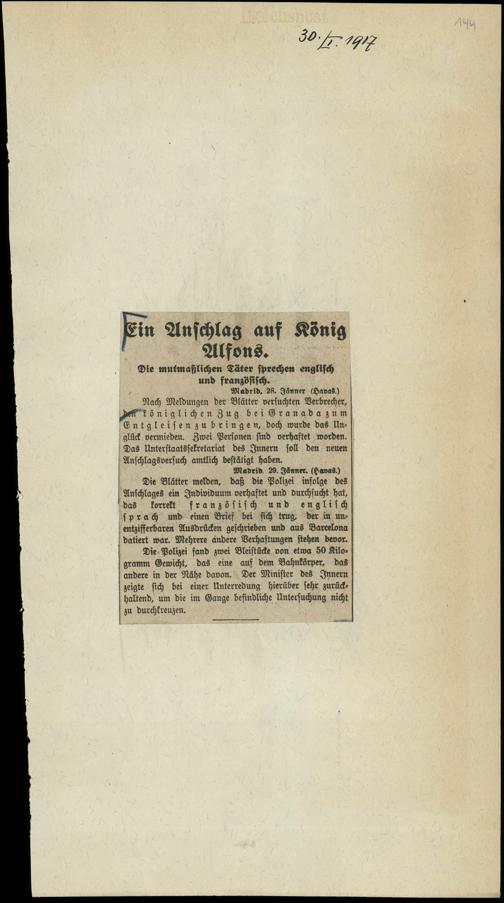 Reichspost
144
30./I. 1917
Ein Anschlag auf König
Alfons.
Die mutmaßlichen Täter sprechen englisch
und französisch.
Madrid, 28. Jänner (Havas.)
Nach Meldungen der Blätter versuchten Verbrecher,
den königlichen Zug bei Granada zum
Entgleisen zu bringen, doch wurde das Un-
glück vermieden. Zwei Personen sind verhaftet worden.
Das Unterstaatssekretariat des Innern soll den neuen
Anschlagsversuch amtlich bestätigt haben.
Madrid, 29. Jänner. (Havas.)
Die Blätter melden, daß die Polizei infolge des
Anschlages ein Individuum verhaftet und durchsucht hat,
das korrekt französisch und englisch
sprach und einen Brief bei sich trug, der in un-
entzifferbaren Ausdrücken geschrieben und aus Barcelona
datiert war. Mehrere andere Verhaftungen stehen bevor.
Die Polizei fand zwei Bleistücke von etwa 50 Kilo-
gramm Gewicht, das eine auf dem Bahnkörper, das
andere in der Nähe davon. Der Minister des Innern
zeigte sich bei einer Unterredung hierüber sehr zurück-
haltend, um die im Gange befindliche Untersuchung nicht
zu durchkreuzen.